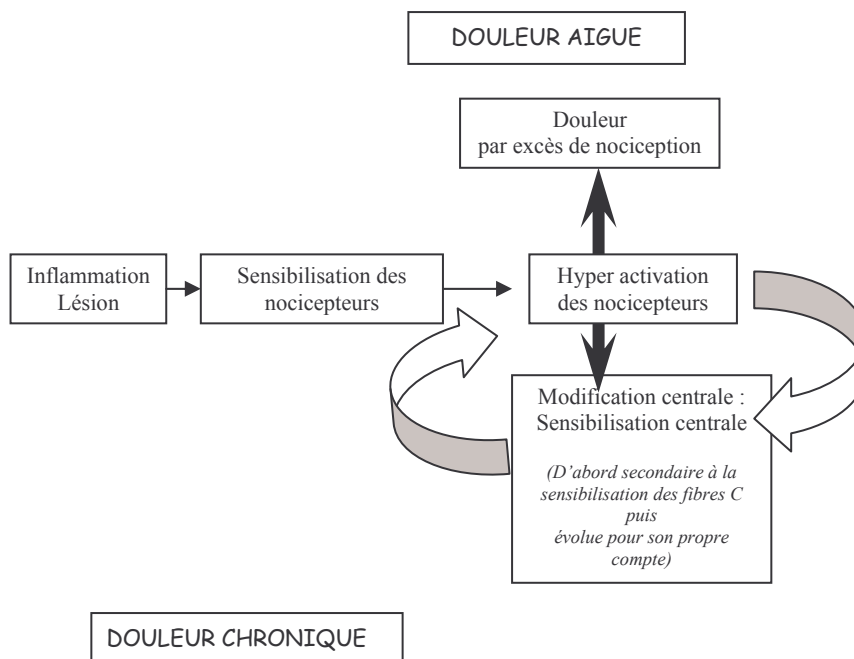 DOULEUR AIGUE
Douleur
par excès de nociception
Inflammation
Lésion
Sensibilisation des
nocicepteurs
Hyper activation
des nocicepteurs
Modification centrale :
Sensibilisation centrale
(D'abord secondaire à la
sensibilisation des fibres C
puis
évolue pour son propre
compte)
DOULEUR CHRONIQUE